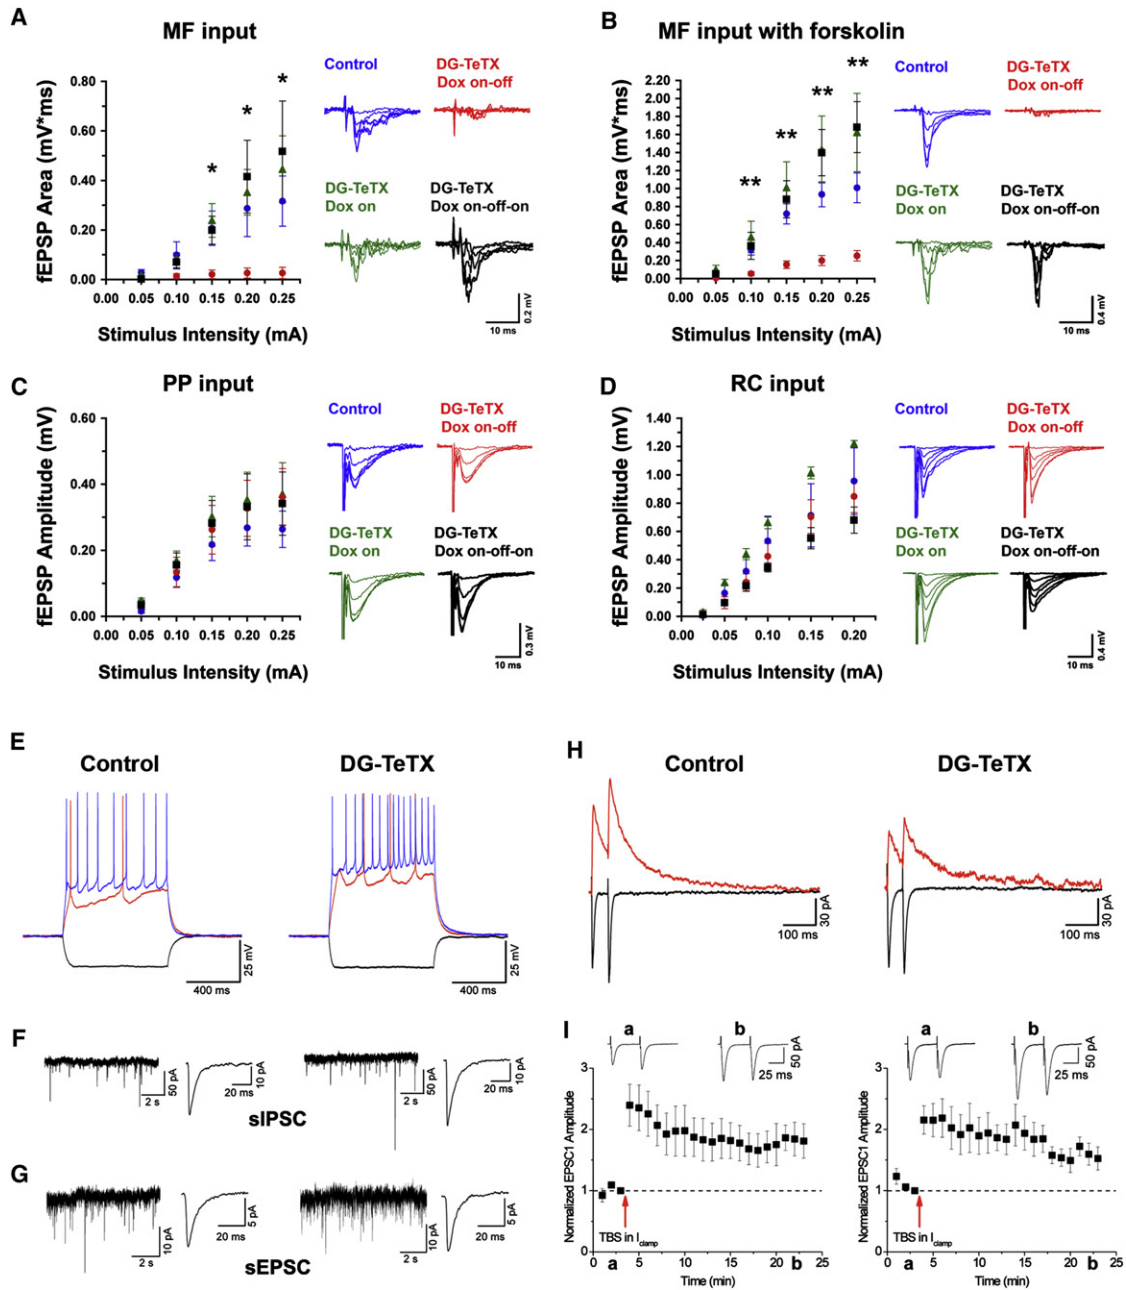 A
MF input
fEPSP Area (mV*ms)
0.80
0.60
0.40
0.20
0.00
0.00 0.05 0.10 0.15 0.20 0.25
Stimulus Intensity (mA)
* * *
Control
DG-TeTX
Dox on-off
DG-TeTX
Dox on
DG-TeTX
Dox on-off-on
0.2 mV
10 ms
B
MF input with forskolin
fEPSP Area (mV*ms)
2.20
2.00
1.80
1.60
1.40
1.20
1.00
0.80
0.60
0.40
0.20
0.00
0.00 0.05 0.10 0.15 0.20 0.25
Stimulus Intensity (mA)
** ** ** **
Control
DG-TeTX
Dox on-off
DG-TeTX
Dox on
DG-TeTX
Dox on-off-on
0.4 mV
10 ms
C
PP input
fEPSP Amplitude (mV)
0.60
0.40
0.20
0.00
0.00 0.05 0.10 0.15 0.20 0.25
Stimulus Intensity (mA)
Control
DG-TeTX
Dox on-off
DG-TeTX
Dox on
DG-TeTX
Dox on-off-on
0.3 mV
10 ms
D
RC input
fEPSP Amplitude (mV)
1.40
1.20
1.00
0.80
0.60
0.40
0.20
0.00
0.00 0.05 0.10 0.15 0.20
Stimulus Intensity (mA)
Control
DG-TeTX
Dox on-off
DG-TeTX
Dox on
DG-TeTX
Dox on-off-on
0.4 mV
10 ms
E
Control
DG-TeTX
25 mV
400 ms
25 mV
400 ms
F
50 pA
2 s
10 pA
20 ms
50 pA
2 s
10 pA
20 ms
sIPSC
G
10 pA
2 s
5 pA
20 ms
10 pA
2 s
5 pA
20 ms
sEPSC
H
Control
DG-TeTX
30 pA
100 ms
30 pA
100 ms
I
a
b
50 pA
25 ms
Normalized EPSC1 Amplitude
3
2
1
0
TBS in Iclamp
0 5 10 15 20 25
a
b
Time (min)
a
b
50 pA
25 ms
Normalized EPSC1 Amplitude
3
2
1
0
TBS in Iclamp
0 5 10 15 20 25
a
b
Time (min)